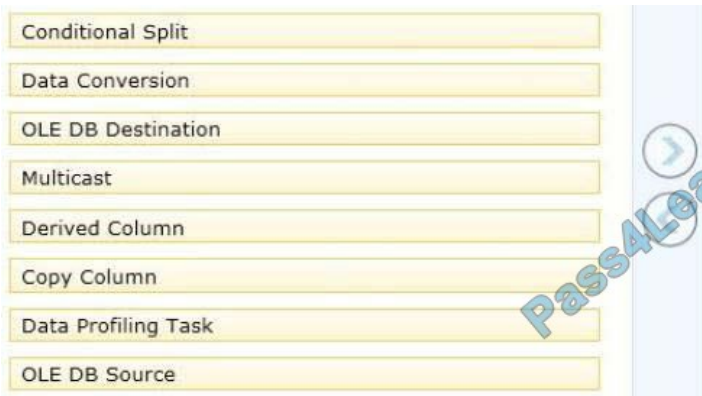 Conditional Split
Data Conversion
OLE DB Destination
Multicast
Derived Column
Copy Column
Data Profiling Task
OLE DB Source